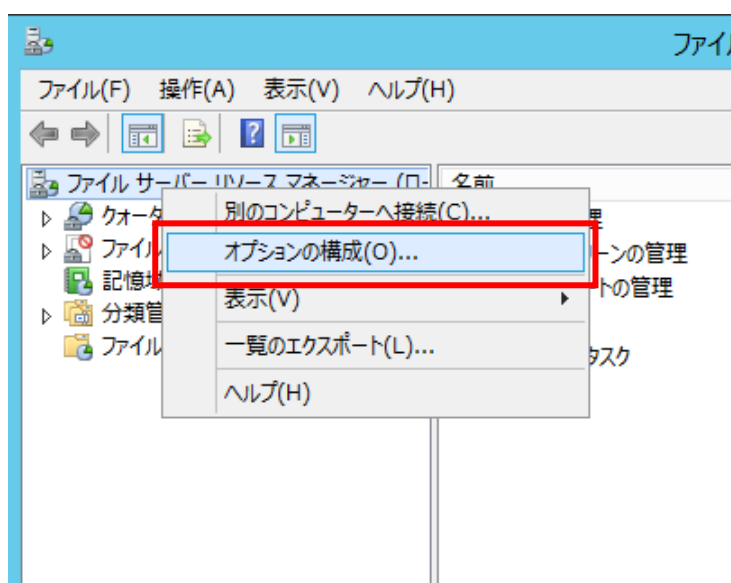 ファイル
ファイル(F) 操作(A) 表示(V) ヘルプ(H)
ファイル サーバー リソース マネージャー (ロー
名前
クォータ
ファイル
記憶域
分類管
ファイル
別のコンピューターへ接続(C)...
オプションの構成(O)...
表示(V)
一覧のエクスポート(L)...
ヘルプ(H)
理
ーンの管理
トの管理
タスク